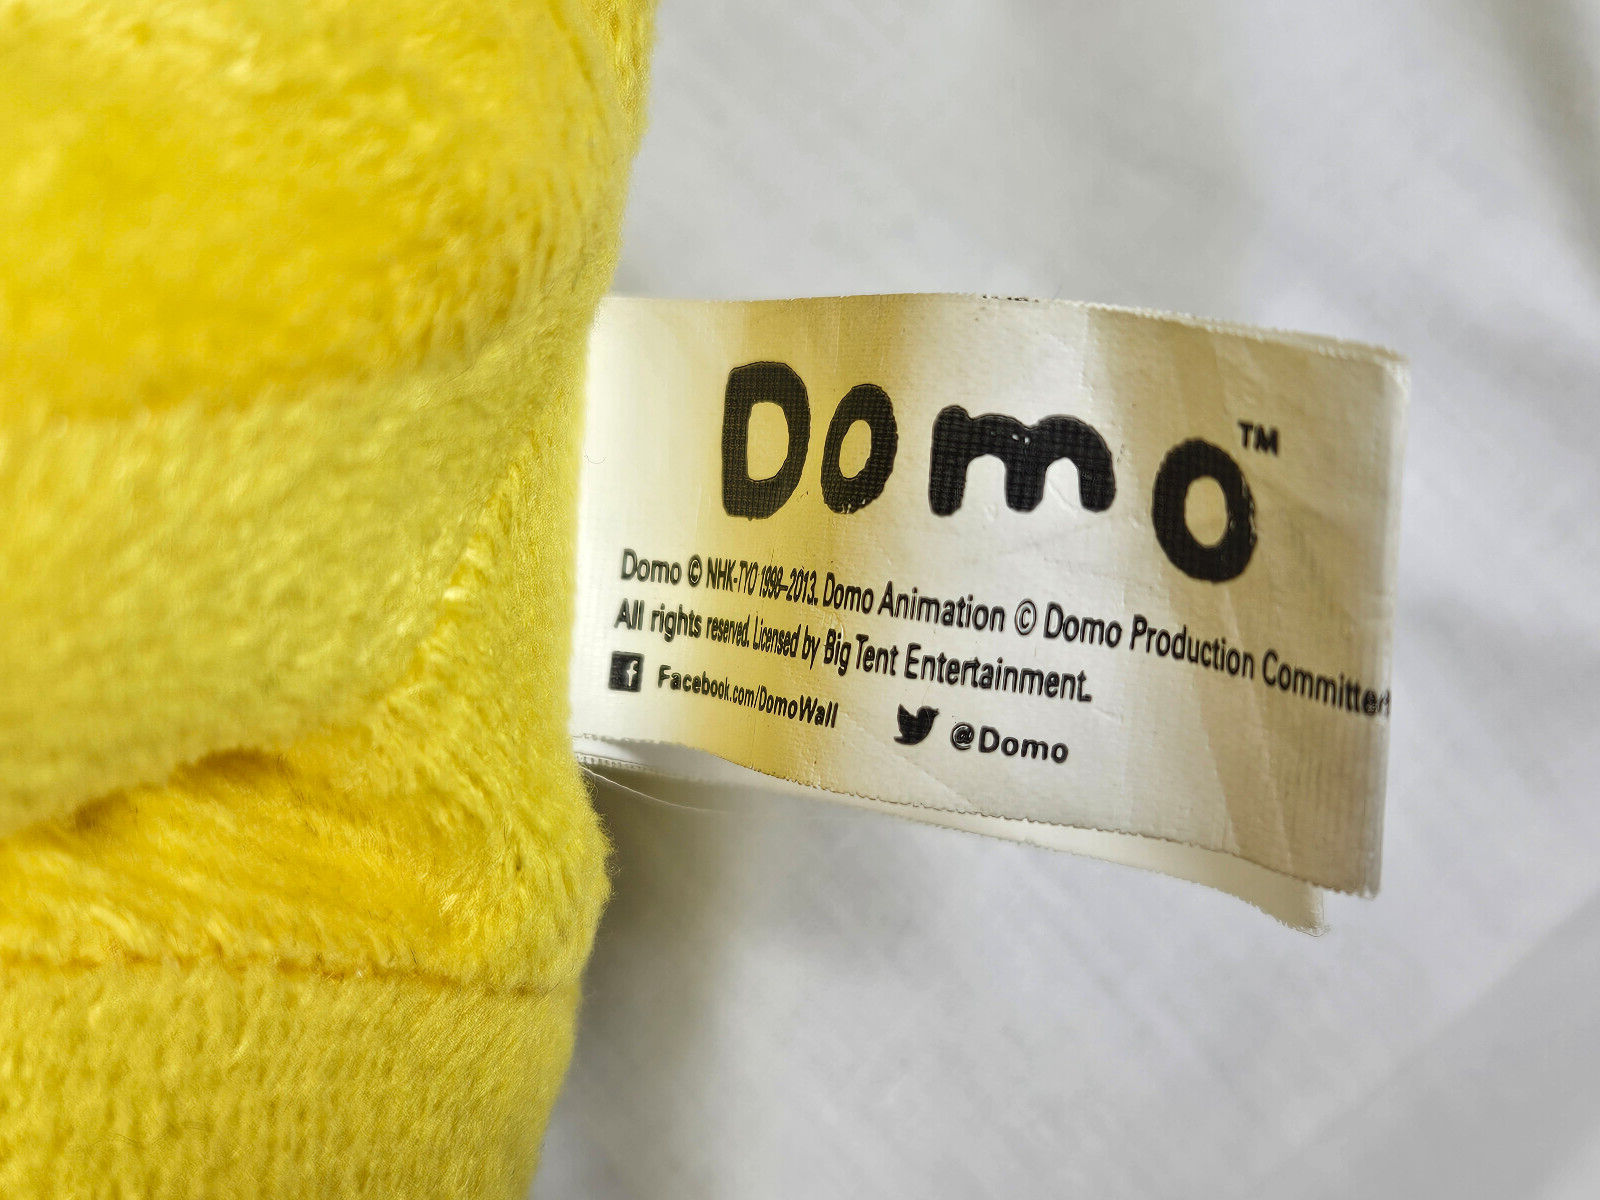 Domo™
Domo © NHK-TYO 1998–2013. Domo Animation © Domo Production Committee
All rights reserved. Licensed by Big Tent Entertainment.
Facebook.com/DomoWall @Domo